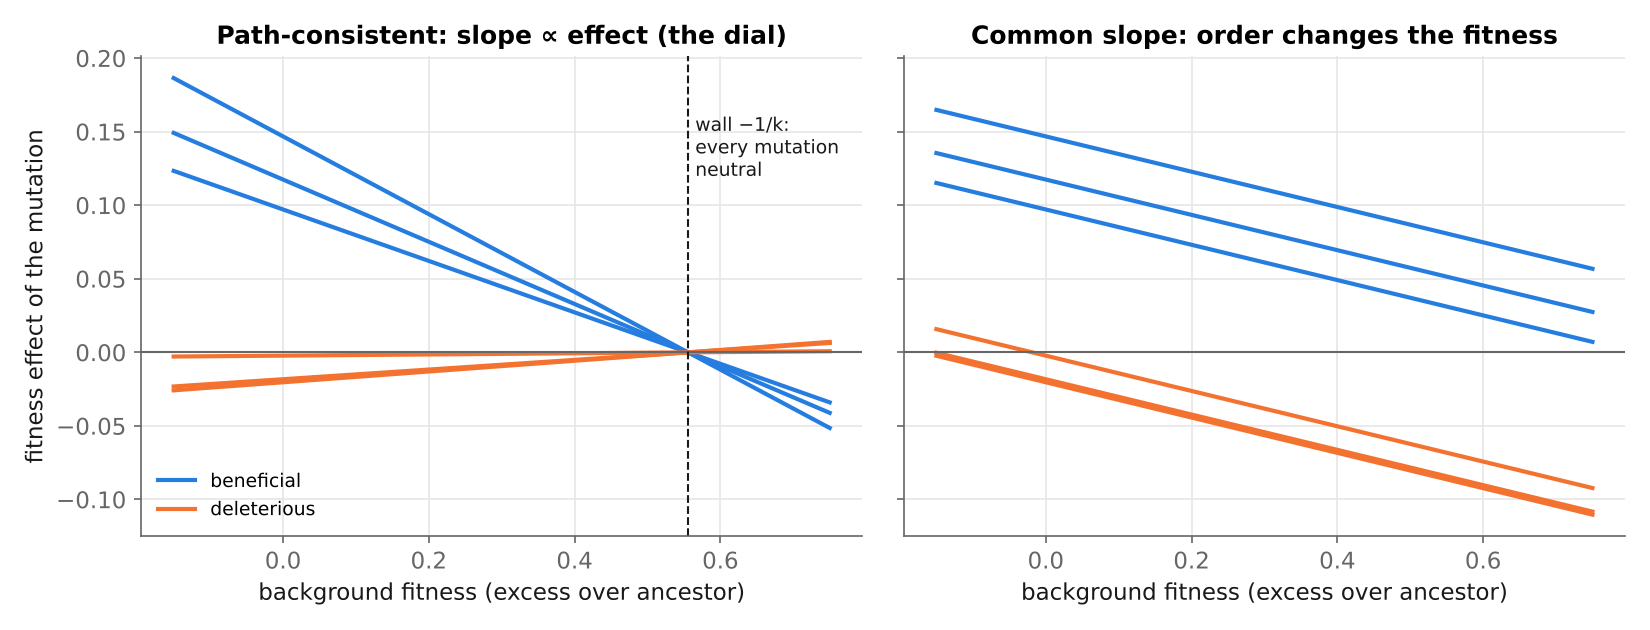 Path-consistent: slope ∝ effect (the dial)
Common slope: order changes the fitness
fitness effect of the mutation
0.20
0.15
0.10
0.05
0.00
−0.05
−0.10
wall −1/k:
every mutation
neutral
beneficial
deleterious
0.0
0.2
0.4
0.6
background fitness (excess over ancestor)
0.0
0.2
0.4
0.6
background fitness (excess over ancestor)